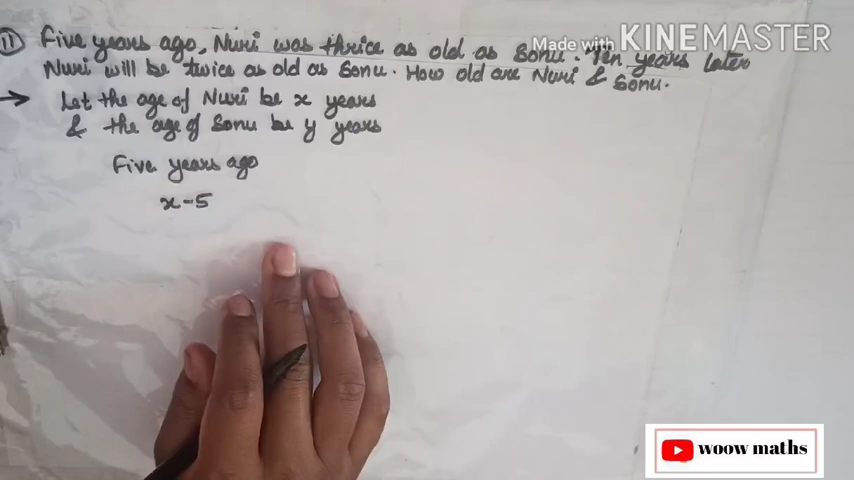 11 Five years ago, Nuri was thrice as old as Sonu. Ten years later
Nuri will be twice as old as Sonu. How old are Nuri & Sonu.
→ Let the age of Nuri be x years
& the age of Sonu be y years
Five years ago
x-5
Made with KINEMASTER
woow maths